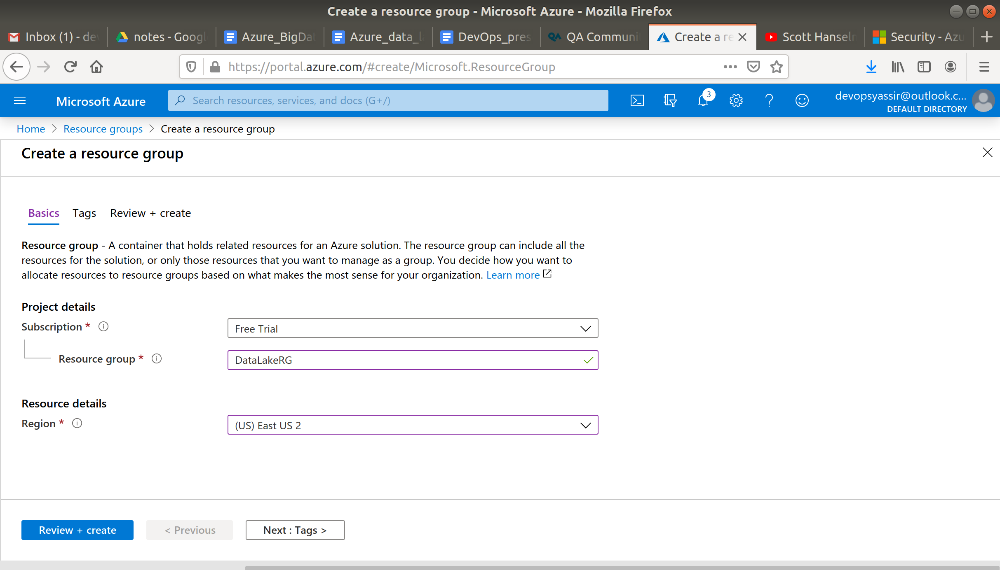 Create a resource group - Microsoft Azure - Mozilla Firefox
Inbox (1) - dev
notes - Googl
Azure_BigDat
Azure_data_la
DevOps_pres
QA Communi
Create a re
Scott Hanselm
Security - Azu
https://portal.azure.com/#create/Microsoft.ResourceGroup
Microsoft Azure
Search resources, services, and docs (G+/)
3
devopsyassir@outlook.c...
DEFAULT DIRECTORY
Home > Resource groups > Create a resource group
Create a resource group
Basics Tags Review + create
Resource group - A container that holds related resources for an Azure solution. The resource group can include all the
resources for the solution, or only those resources that you want to manage as a group. You decide how you want to
allocate resources to resource groups based on what makes the most sense for your organization. Learn more
Project details
Subscription *
Free Trial
Resource group *
DataLakeRG
Resource details
Region *
(US) East US 2
Review + create
< Previous
Next : Tags >